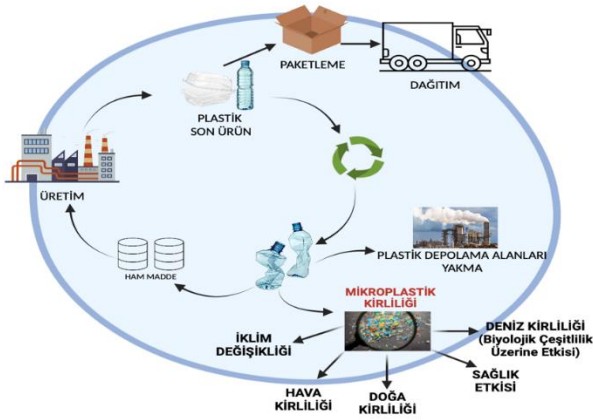 PAKETLEME
DAĞITIM
PLASTİK
SON ÜRÜN
ÜRETİM
HAM MADDE
PLASTİK DEPOLAMA ALANLARI
YAKMA
MİKROPLASTİK
KİRLİLİĞİ
İKLİM
DEĞİŞİKLİĞİ
DENİZ KİRLİLİĞİ
(Biyolojik Çeşitlilik
Üzerine Etkisi)
SAĞLIK
ETKİSİ
HAVA
KİRLİLİĞİ
DOĞA
KİRLİLİĞİ